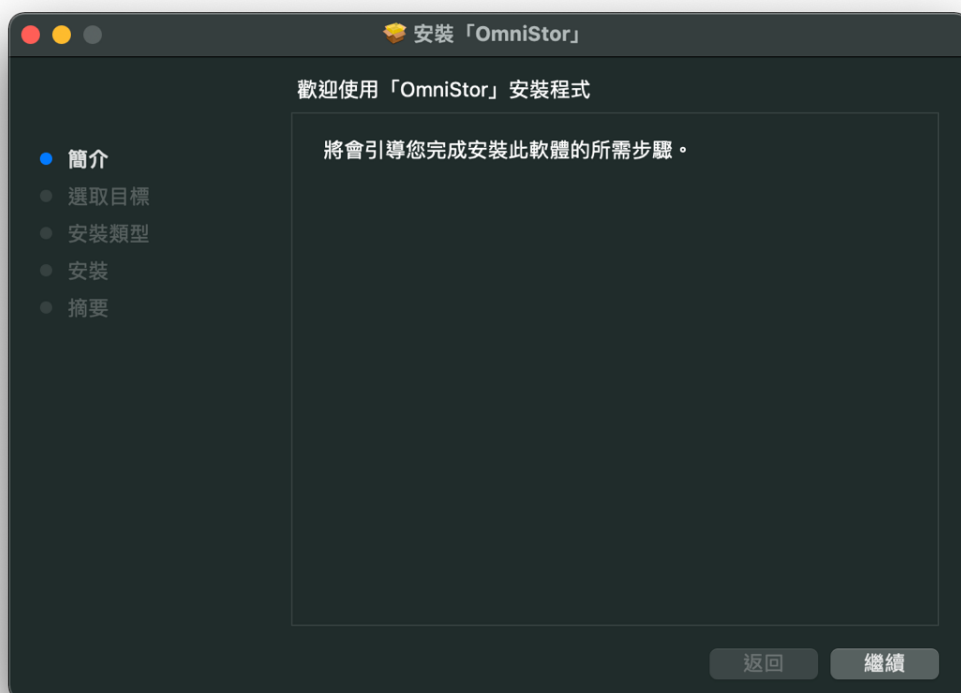 安裝「OmniStor」
歡迎使用「OmniStor」安裝程式
將會引導您完成安裝此軟體的所需步驟。
簡介
選取目標
安裝類型
安裝
摘要
返回
繼續